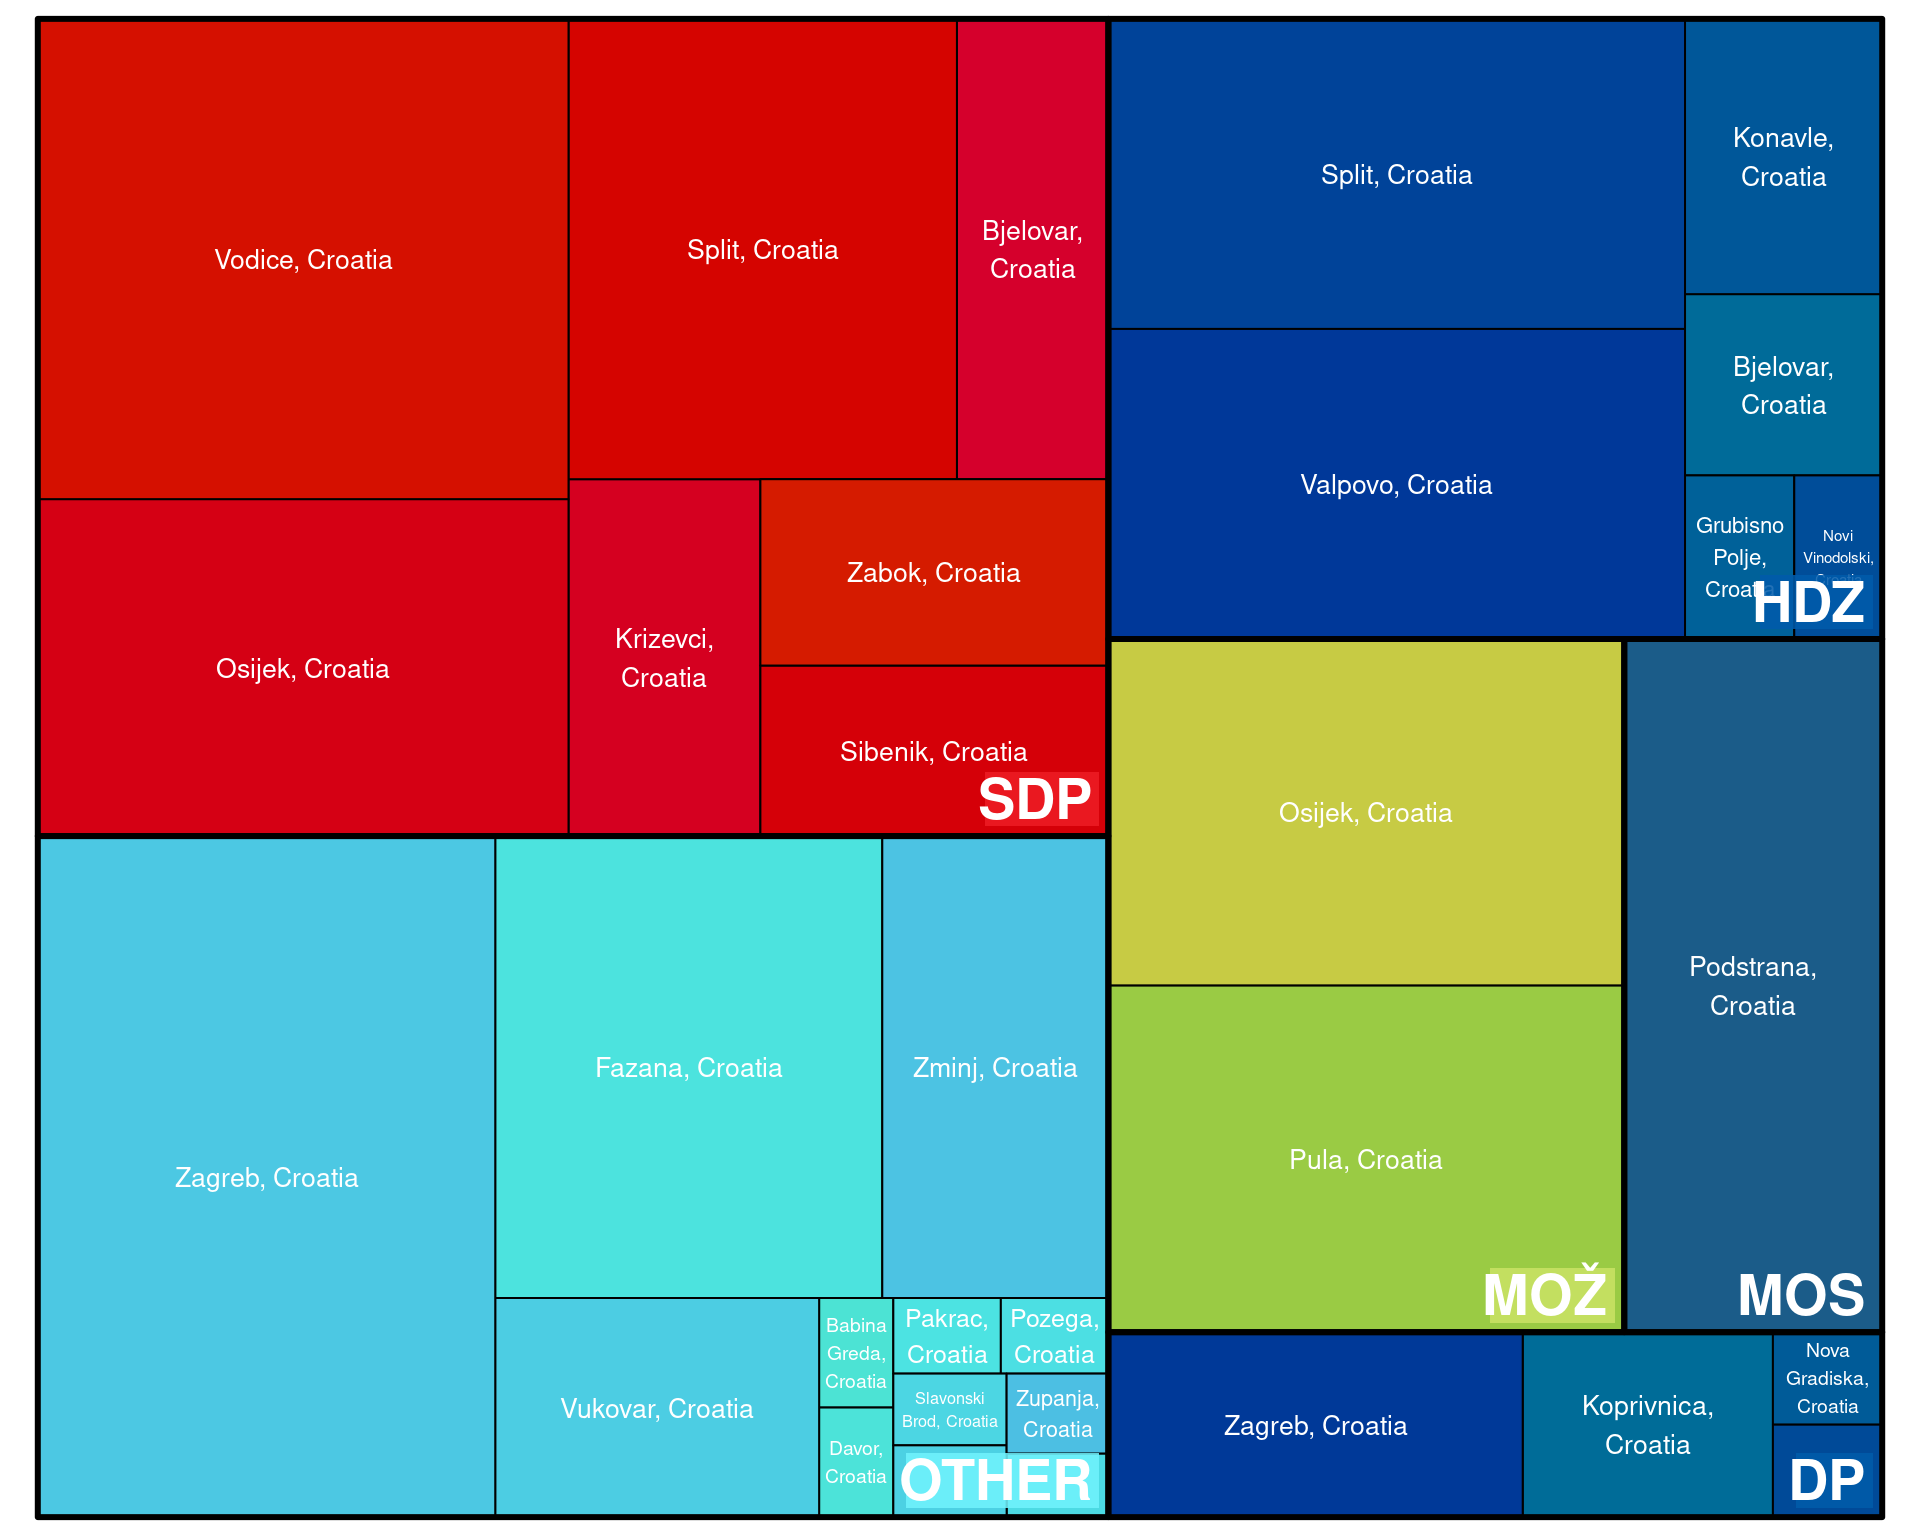 Vodice, Croatia
Split, Croatia
Bjelovar,
Croatia
Osijek, Croatia
Krizevci,
Croatia
Zabok, Croatia
Sibenik, Croatia
SDP
Split, Croatia
Konavle,
Croatia
Valpovo, Croatia
Bjelovar,
Croatia
Grubisno
Polje,
Croatia
Novi
Vinodolski,
Croatia
HDZ
Zagreb, Croatia
Fazana, Croatia
Zminj, Croatia
Vukovar, Croatia
Babina
Greda,
Croatia
Davor,
Croatia
Pakrac,
Croatia
Pozega,
Croatia
Slavonski
Brod, Croatia
Zupanja,
Croatia
OTHER
Osijek, Croatia
Pula, Croatia
MOŽ
Podstrana,
Croatia
MOS
Zagreb, Croatia
Koprivnica,
Croatia
Nova
Gradiska,
Croatia
DP